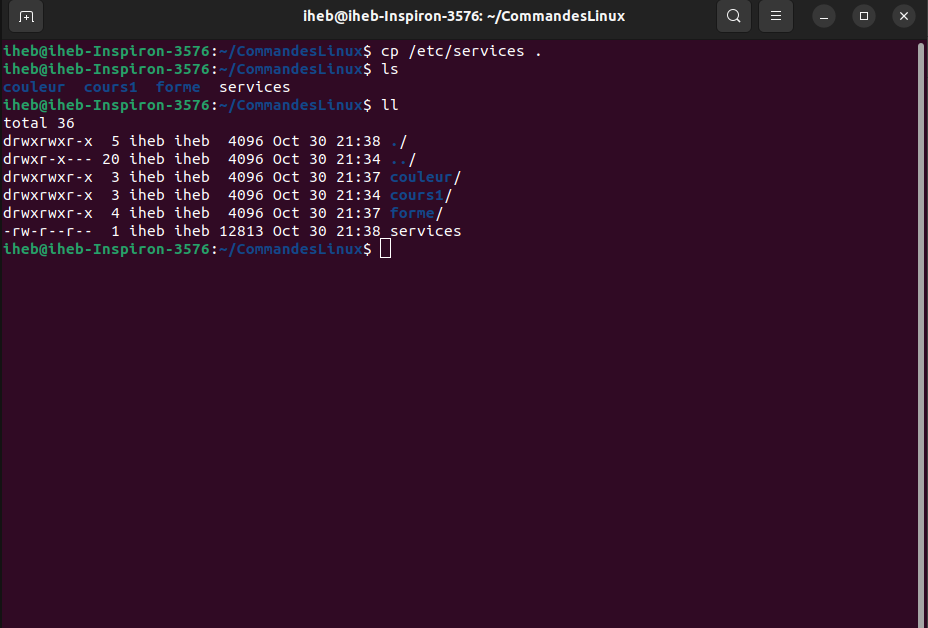 iheb@iheb-Inspiron-3576: ~/CommandesLinux
iheb@iheb-Inspiron-3576:~/CommandesLinux$ cp /etc/services .
iheb@iheb-Inspiron-3576:~/CommandesLinux$ ls
couleur  cours1  forme  services
iheb@iheb-Inspiron-3576:~/CommandesLinux$ ll
total 36
drwxrwxr-x  5 iheb iheb  4096 Oct 30 21:38 ./
drwxr-x--- 20 iheb iheb  4096 Oct 30 21:34 ../
drwxrwxr-x  3 iheb iheb  4096 Oct 30 21:37 couleur/
drwxrwxr-x  3 iheb iheb  4096 Oct 30 21:34 cours1/
drwxrwxr-x  4 iheb iheb  4096 Oct 30 21:37 forme/
-rw-r--r--  1 iheb iheb 12813 Oct 30 21:38 services
iheb@iheb-Inspiron-3576:~/CommandesLinux$